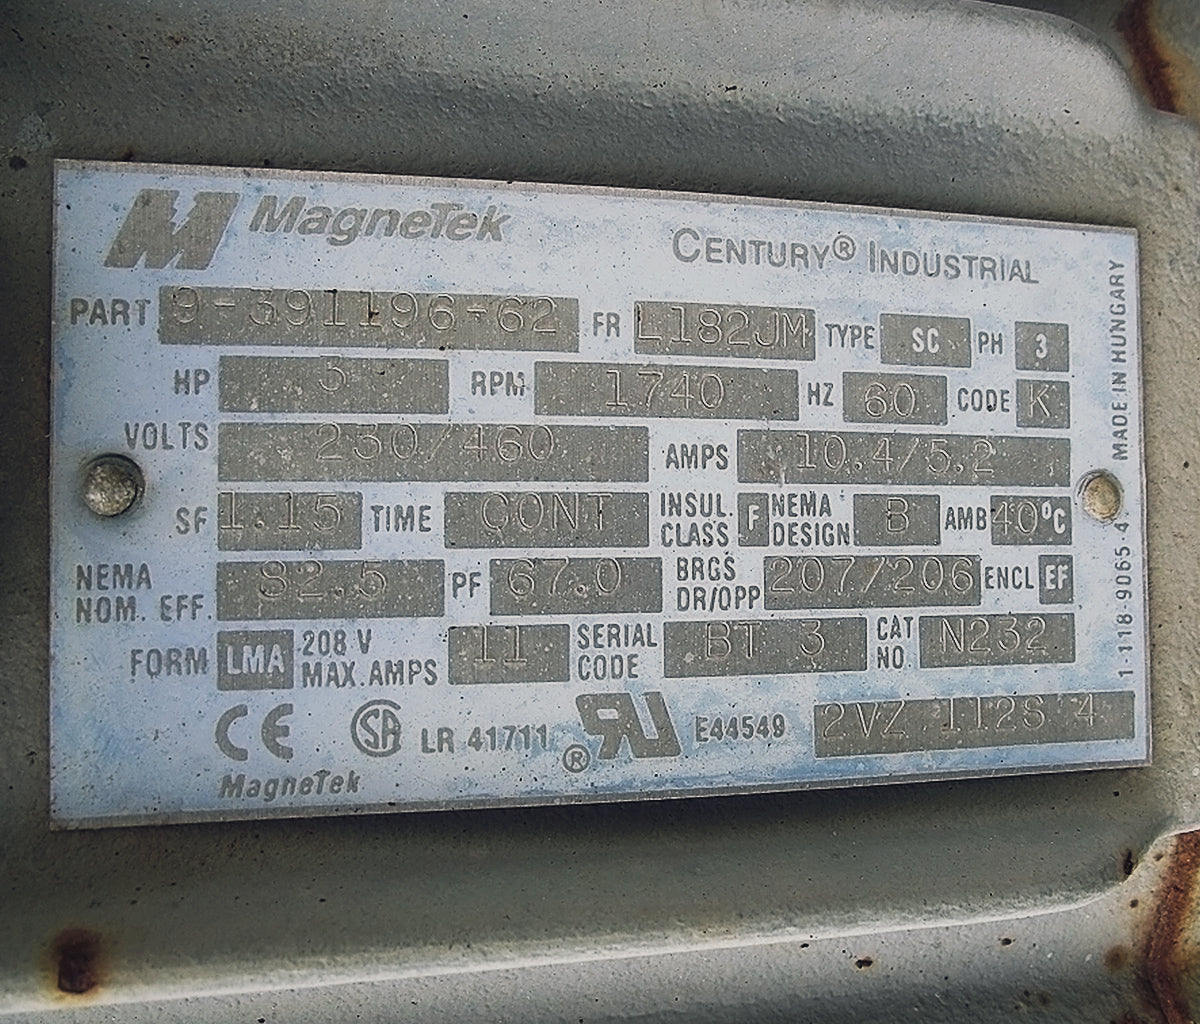 MagneTek
CENTURY® INDUSTRIAL
PART 9-391196-62 FR L182JM TYPE SC PH 3
HP 3 RPM 1740 HZ 60 CODE K
VOLTS 230/460 AMPS 10.4/5.2
SF 1.15 TIME CONT INSUL. CLASS F NEMA DESIGN B AMB 40°C
NEMA NOM. EFF. 82.5 PF 67.0 BRGS DR/OPP 207/206 ENCL EF
FORM LMA 208 V MAX. AMPS 11 SERIAL CODE BT 3 CAT NO. N232
CE SA LR 41711 ® UR E44549 2VZ 112S 4
MagneTek
MADE IN HUNGARY
1-118-9065-4